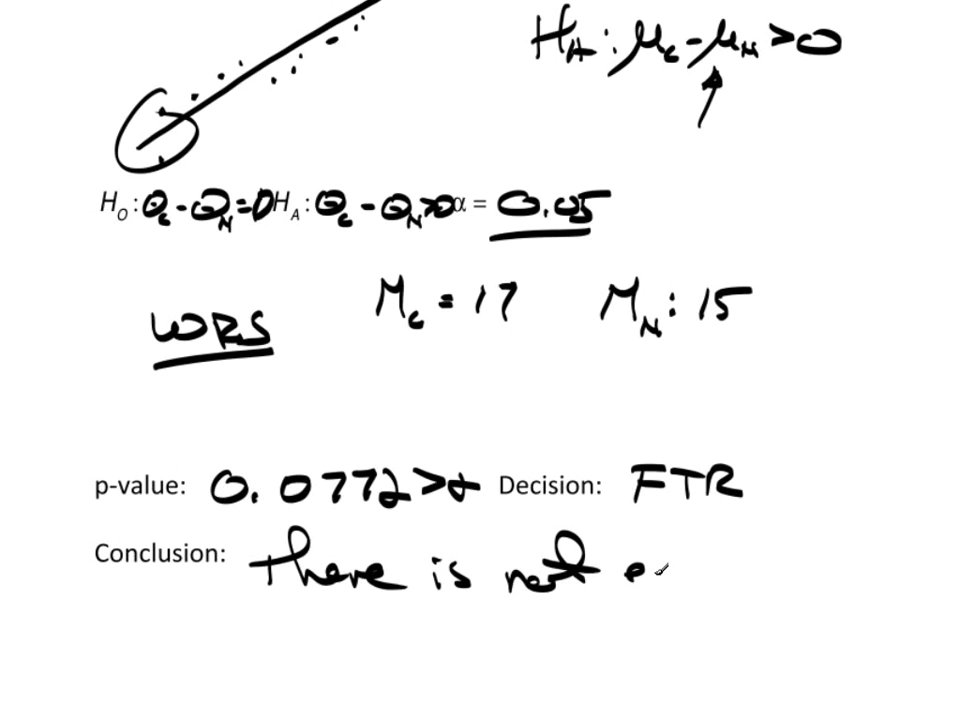 H_A: μ_c - μ_N > 0
H_O: θ_c - θ_N = 0 H_A: θ_c - θ_N > 0 α = 0.05
M_c = 17 M_N: 15
WRS
p-value: 0.0772 > α Decision: FTR
Conclusion: there is not e